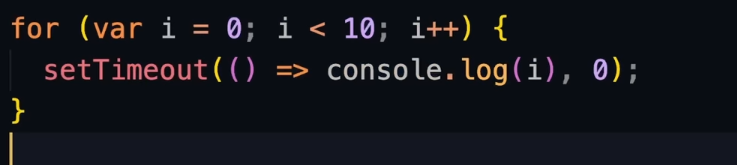 for (var i = 0; i < 10; i++) {
  setTimeout(() => console.log(i), 0);
}